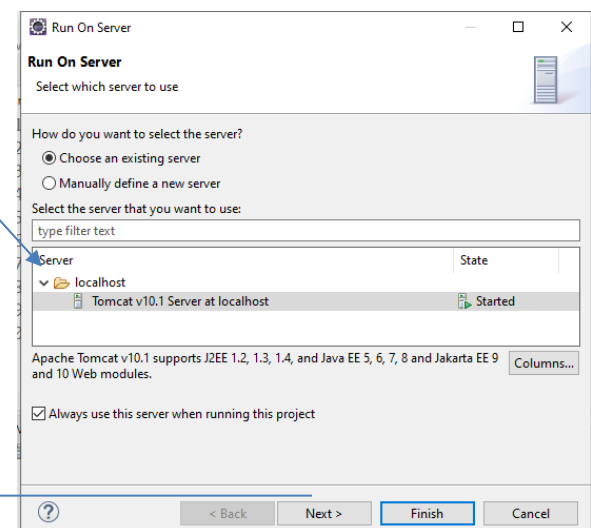 Run On Server
Run On Server
Select which server to use
How do you want to select the server?
Choose an existing server
Manually define a new server
Select the server that you want to use:
type filter text
Server State
localhost
Tomcat v10.1 Server at localhost Started
Apache Tomcat v10.1 supports J2EE 1.2, 1.3, 1.4, and Java EE 5, 6, 7, 8 and Jakarta EE 9
and 10 Web modules.
Columns...
Always use this server when running this project
? < Back Next > Finish Cancel